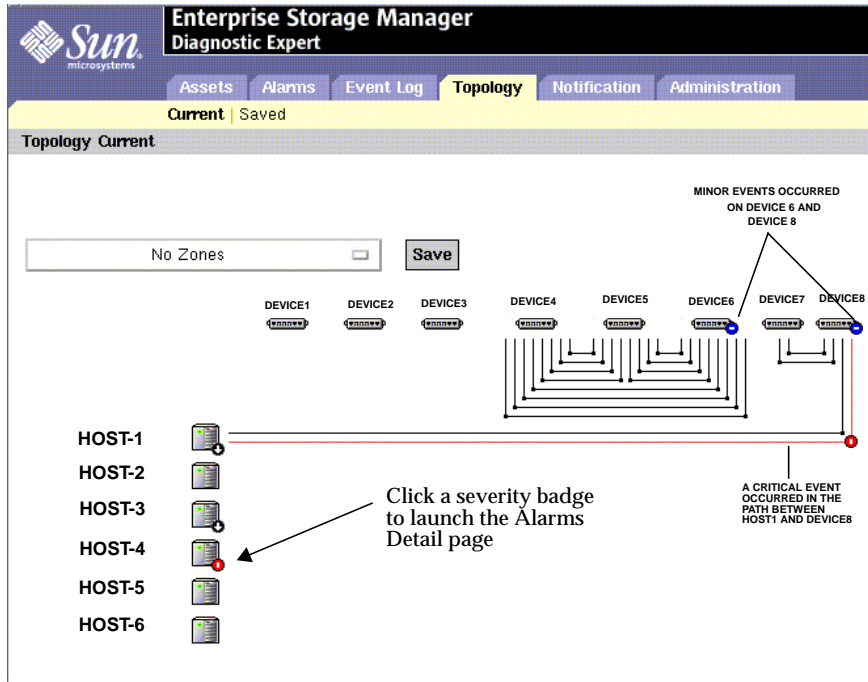 Sun
microsystems
Enterprise Storage Manager
Diagnostic Expert
Assets
Alarms
Event Log
Topology
Notification
Administration
Current | Saved
Topology Current
MINOR EVENTS OCCURRED
ON DEVICE 6 AND
DEVICE 8
No Zones
Save
DEVICE1
DEVICE2
DEVICE3
DEVICE4
DEVICE5
DEVICE6
DEVICE7
DEVICE8
HOST-1
HOST-2
HOST-3
HOST-4
HOST-5
HOST-6
Click a severity badge
to launch the Alarms
Detail page
A CRITICAL EVENT
OCCURRED IN THE
PATH BETWEEN
HOST1 AND DEVICE8